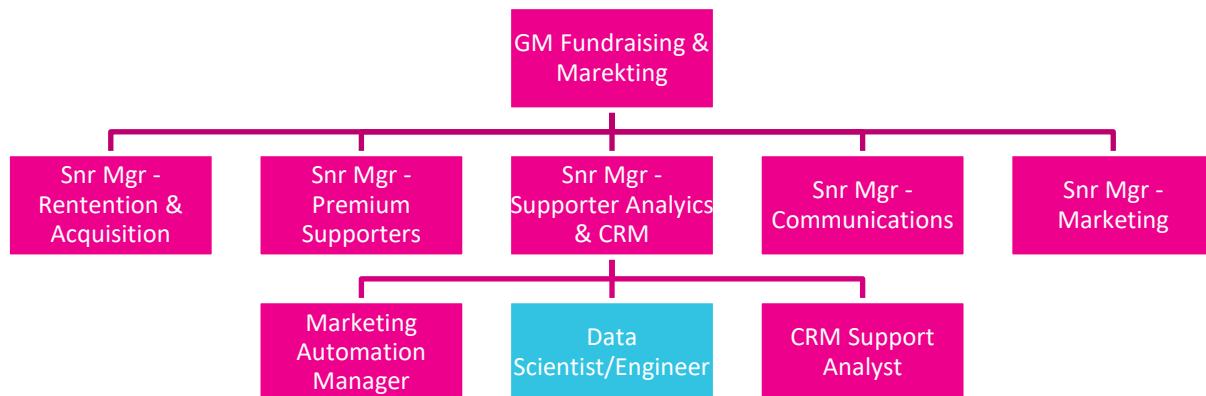 GM Fundraising &
Marekting
Snr Mgr -
Rentention &
Acquisition
Snr Mgr -
Premium
Supporters
Snr Mgr -
Supporter Analyics
& CRM
Snr Mgr -
Communications
Snr Mgr -
Marketing
Marketing
Automation
Manager
Data
Scientist/Engineer
CRM Support
Analyst